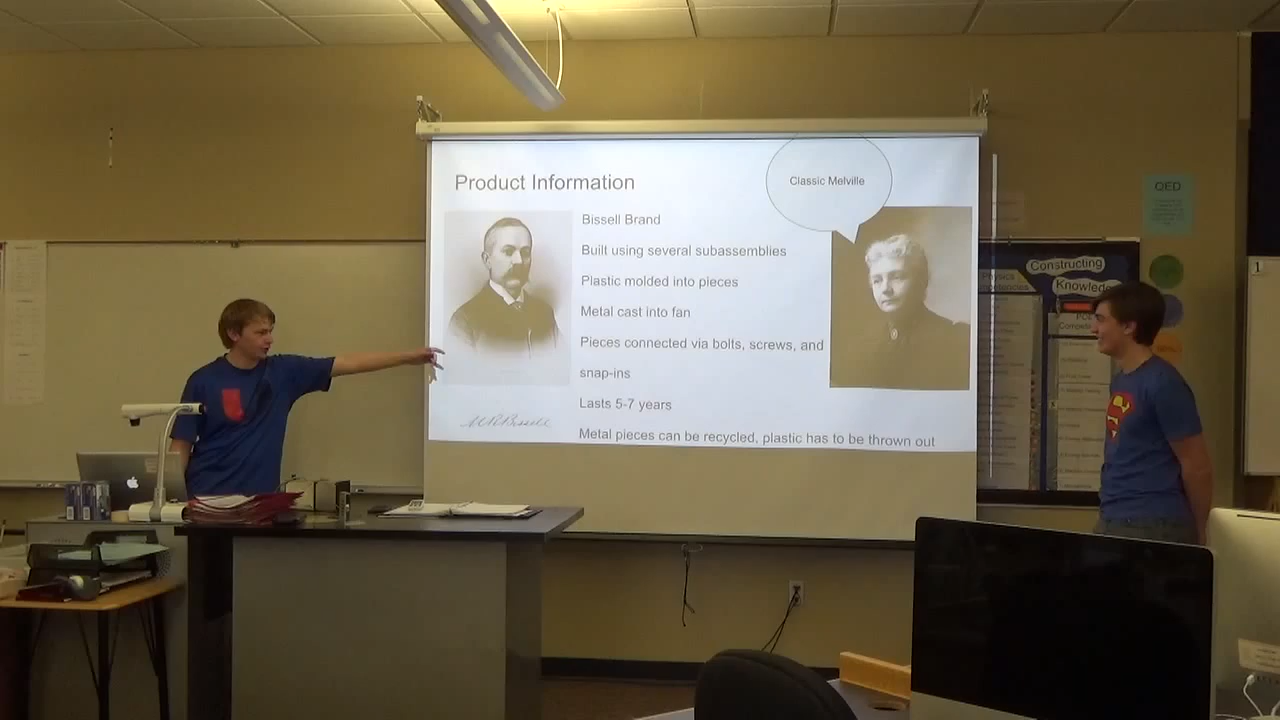 Product Information
Classic Melville
Bissell Brand
Built using several subassemblies
Plastic molded into pieces
Metal cast into fan
Pieces connected via bolts, screws, and
snap-ins
Lasts 5-7 years
Metal pieces can be recycled, plastic has to be thrown out
QED
Constructing
Physics
1